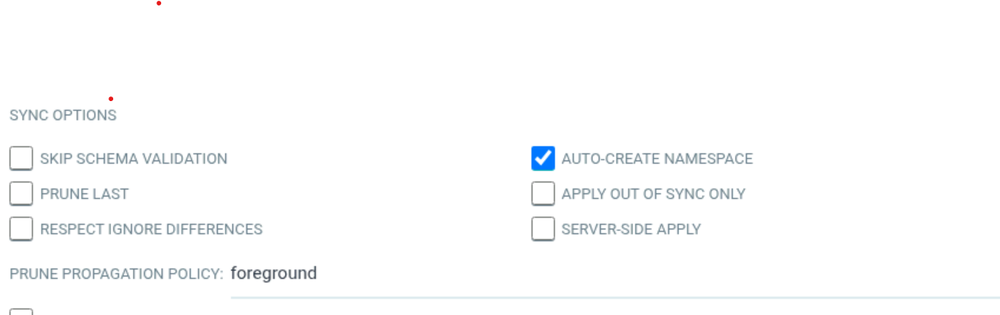 SYNC OPTIONS
SKIP SCHEMA VALIDATION
AUTO-CREATE NAMESPACE
PRUNE LAST
APPLY OUT OF SYNC ONLY
RESPECT IGNORE DIFFERENCES
SERVER-SIDE APPLY
PRUNE PROPAGATION POLICY: foreground